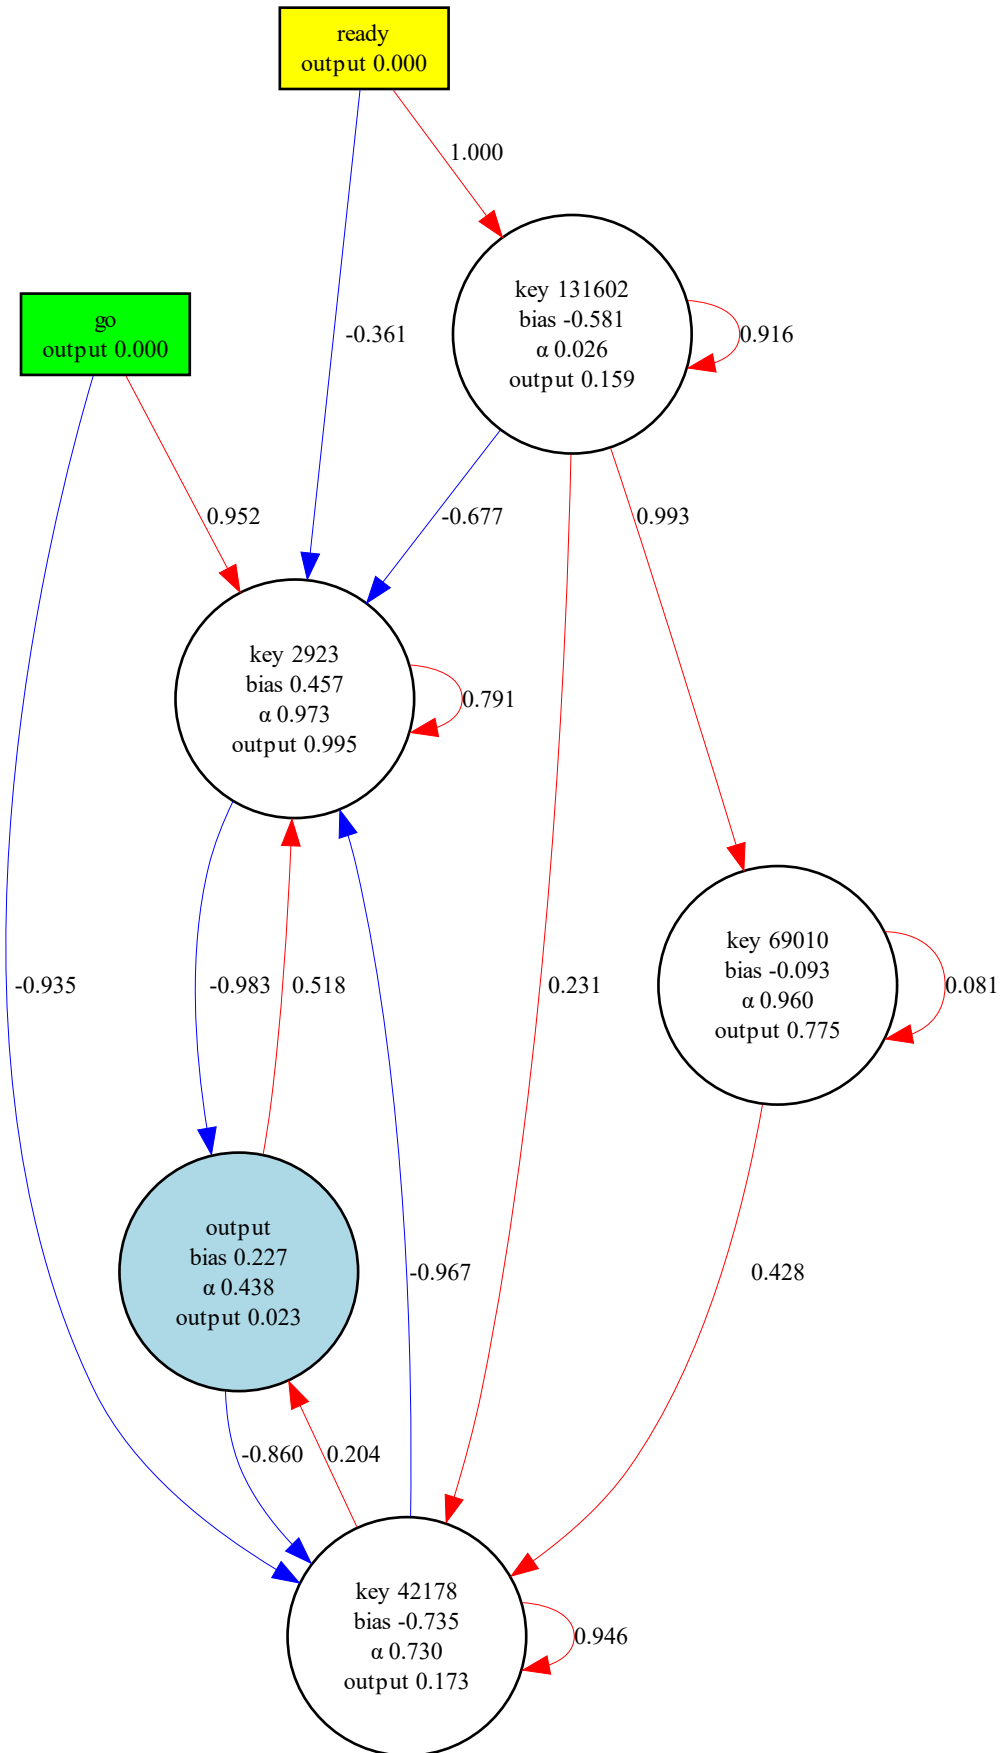 ready
output 0.000
1.000
key 131602
bias -0.581
α 0.026
output 0.159
0.916
go
output 0.000
-0.361
0.952
-0.677
0.993
key 2923
bias 0.457
α 0.973
output 0.995
0.791
key 69010
bias -0.093
α 0.960
output 0.775
0.081
-0.935
-0.983
0.518
0.231
output
bias 0.227
α 0.438
output 0.023
-0.967
0.428
-0.860
0.204
key 42178
bias -0.735
α 0.730
output 0.173
0.946